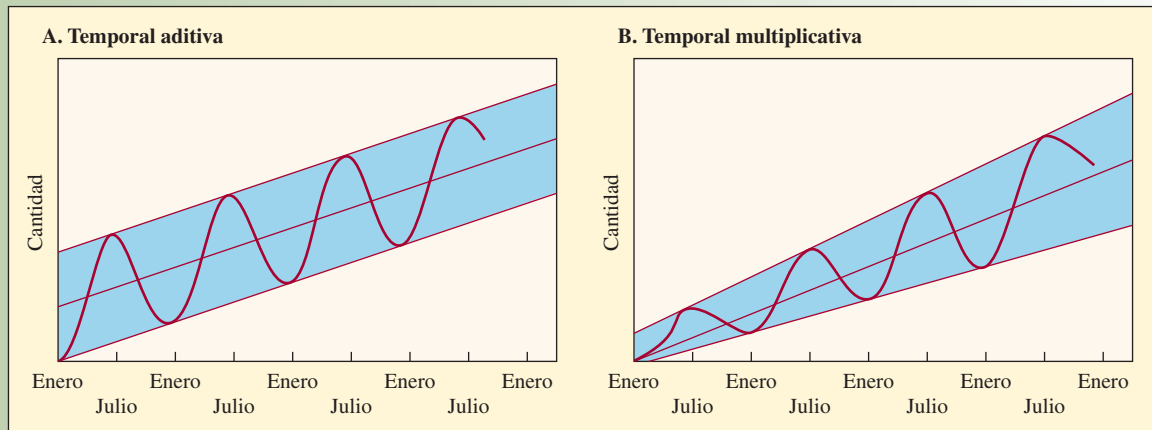 A. Temporal aditiva
Cantidad
Enero Enero Enero Enero Enero
Julio Julio Julio Julio
B. Temporal multiplicativa
Cantidad
Enero Enero Enero Enero Enero
Julio Julio Julio Julio